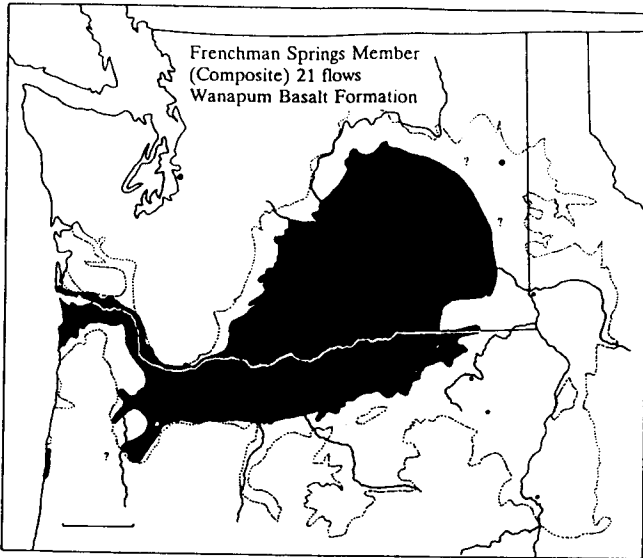 Frenchman Springs Member
(Composite) 21 flows
Wanapum Basalt Formation
?
?
?